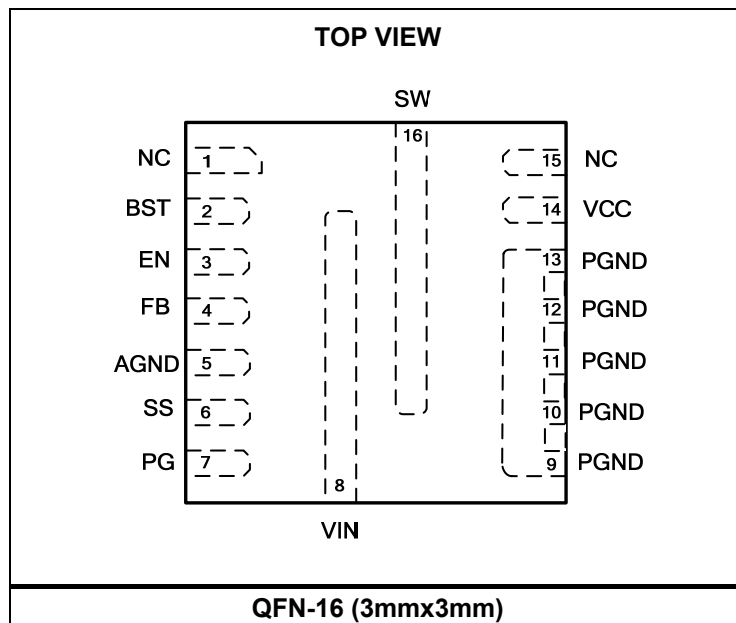 TOP VIEW
SW
16
NC 1 15 NC
BST 2 14 VCC
EN 3 13 PGND
FB 4 12 PGND
AGND 5 11 PGND
SS 6 10 PGND
PG 7 9 PGND
8
VIN
QFN-16 (3mmx3mm)